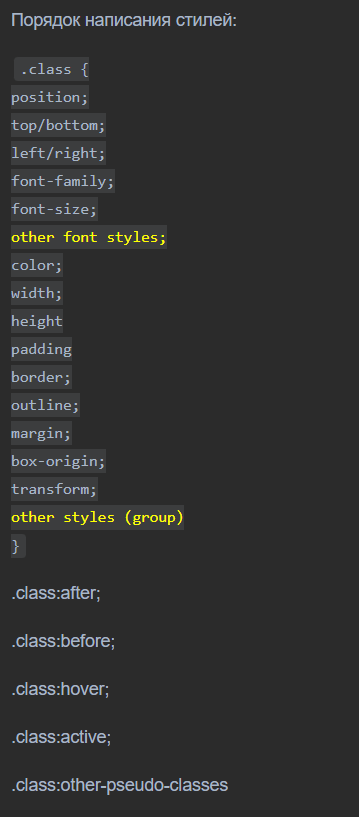 Порядок написания стилей:
.class {
position;
top/bottom;
left/right;
font-family;
font-size;
other font styles;
color;
width;
height
padding
border;
outline;
margin;
box-origin;
transform;
other styles (group)
}
.class:after;
.class:before;
.class:hover;
.class:active;
.class:other-pseudo-classes